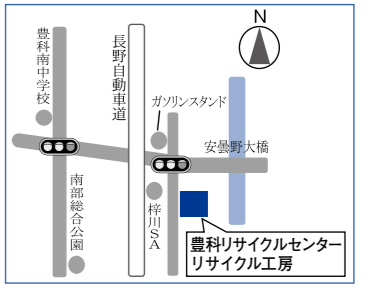 N
豊科南中学校
長野自動車道
ガソリンスタンド
安曇野大橋
南部総合公園
梓川SA
豊科リサイクルセンター
リサイクル工房